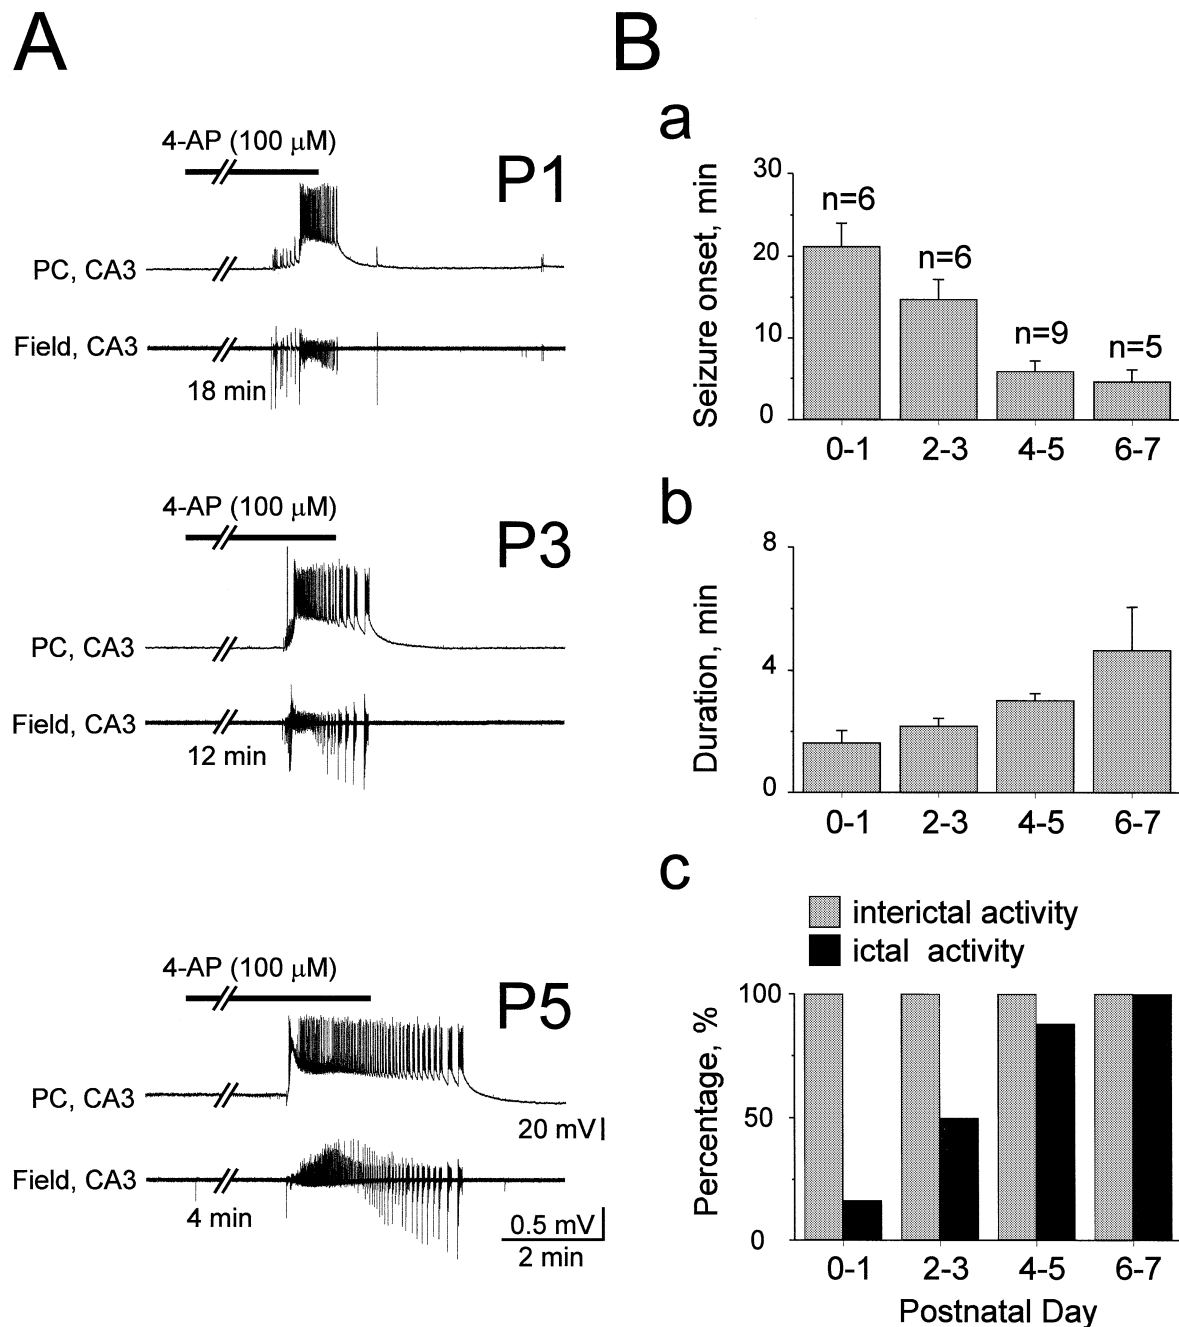 A
4-AP (100 µM)
P1
PC, CA3
Field, CA3
18 min
4-AP (100 µM)
P3
PC, CA3
Field, CA3
12 min
4-AP (100 µM)
P5
PC, CA3
20 mV
Field, CA3
4 min
0.5 mV
2 min
B
a
Seizure onset, min
30
20
10
0
n=6
n=6
n=9
n=5
0-1
2-3
4-5
6-7
b
Duration, min
8
4
0
0-1
2-3
4-5
6-7
c
interictal activity
ictal activity
Percentage, %
100
50
0
0-1
2-3
4-5
6-7
Postnatal Day